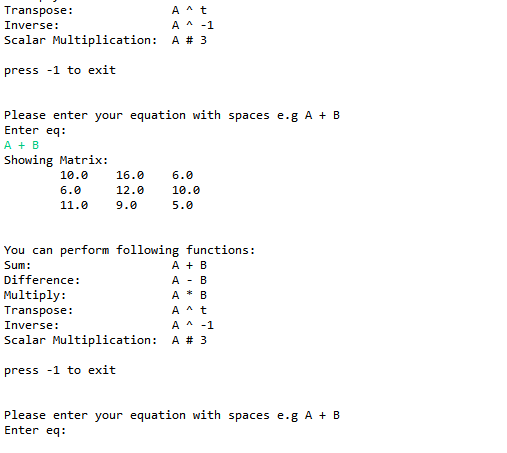 Transpose: A ^ t
Inverse: A ^ -1
Scalar Multiplication: A # 3
press -1 to exit
Please enter your equation with spaces e.g A + B
Enter eq:
A + B
Showing Matrix:
10.0 16.0 6.0
6.0 12.0 10.0
11.0 9.0 5.0
You can perform following functions:
Sum: A + B
Difference: A - B
Multiply: A * B
Transpose: A ^ t
Inverse: A ^ -1
Scalar Multiplication: A # 3
press -1 to exit
Please enter your equation with spaces e.g A + B
Enter eq: